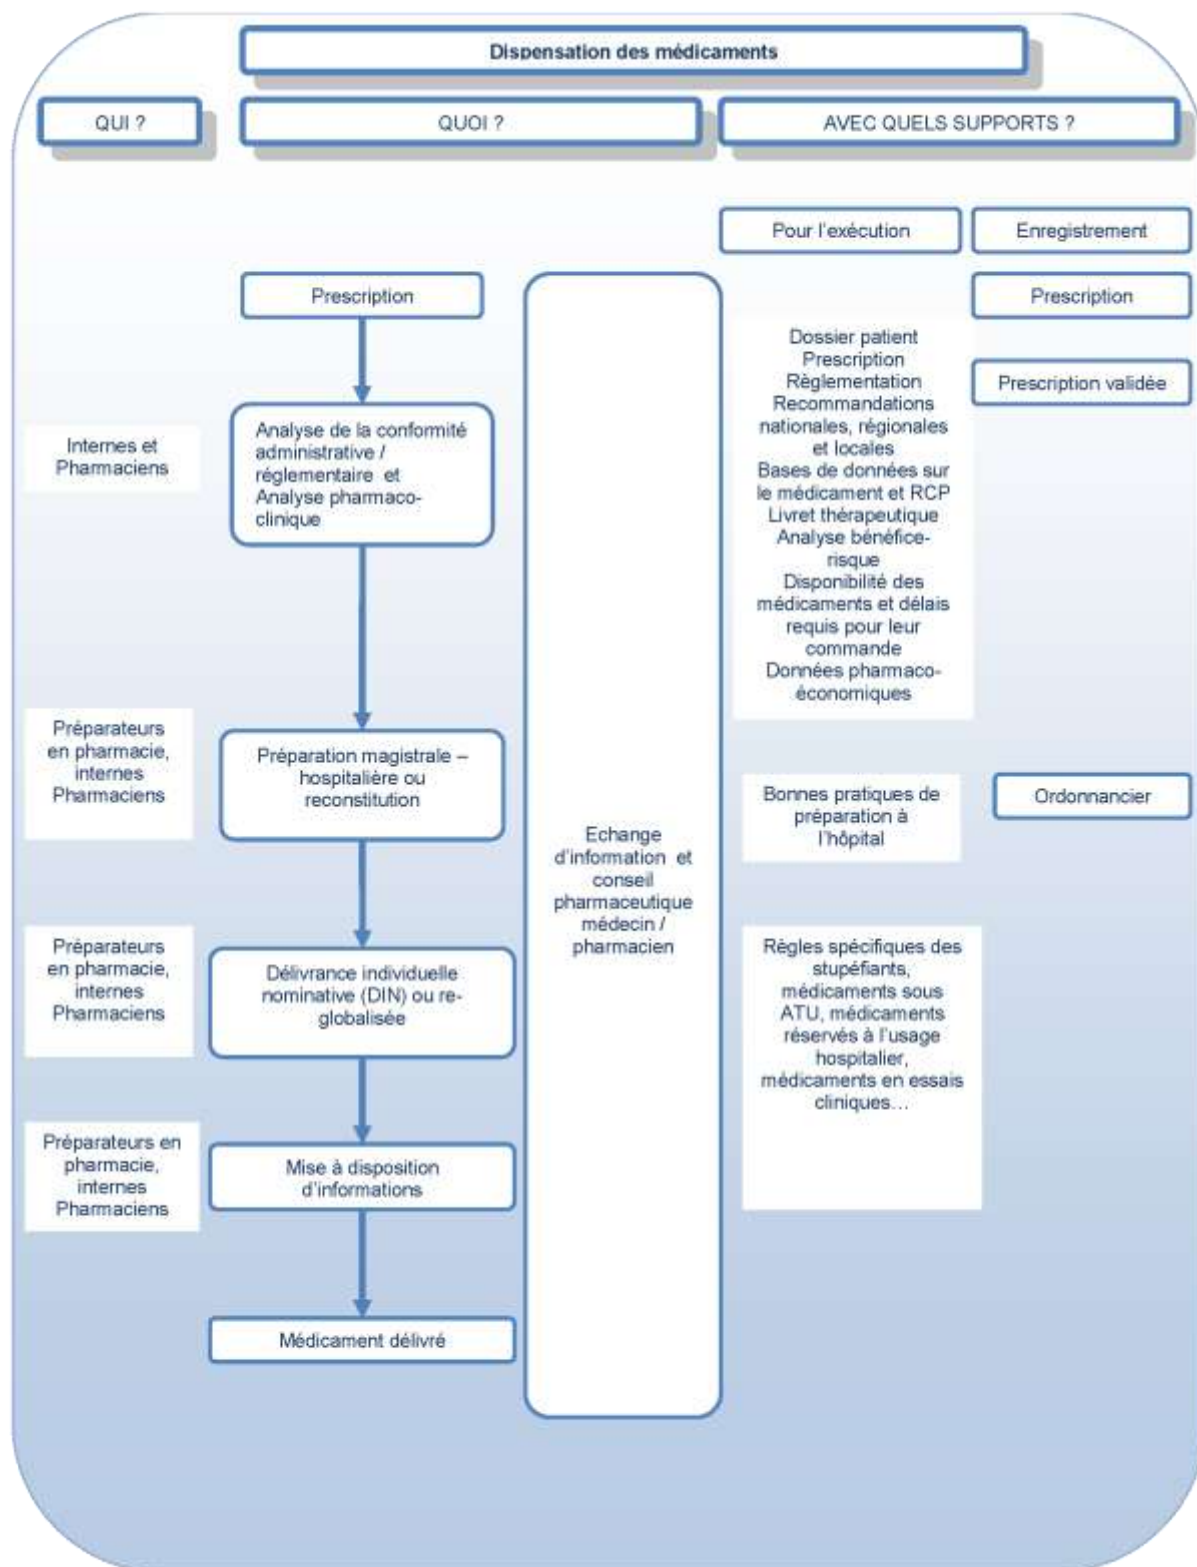 Dispensation des médicaments
QUI ?
QUOI ?
AVEC QUELS SUPPORTS ?
Pour l'exécution
Enregistrement
Prescription
Prescription
Dossier patient
Prescription
Règlementation
Recommandations
nationales, régionales
et locales
Bases de données sur
le médicament et RCP
Livret thérapeutique
Analyse bénéfice-
risque
Disponibilité des
médicaments et délais
requis pour leur
commande
Données pharmaco-
économiques
Prescription validée
Internes et
Pharmaciens
Analyse de la conformité
administrative /
réglementaire et
Analyse pharmaco-
clinique
Préparateurs
en pharmacie,
internes
Pharmaciens
Préparation magistrale –
hospitalière ou
reconstitution
Echange
d'information et
conseil
pharmaceutique
médecin /
pharmacien
Bonnes pratiques de
préparation à
l'hôpital
Ordonnancier
Préparateurs
en pharmacie,
internes
Pharmaciens
Délivrance individuelle
nominative (DIN) ou re-
globalisée
Règles spécifiques des
stupéfiants,
médicaments sous
ATU, médicaments
réservés à l'usage
hospitalier,
médicaments en essais
cliniques…
Préparateurs en
pharmacie,
internes
Pharmaciens
Mise à disposition
d'informations
Médicament délivré